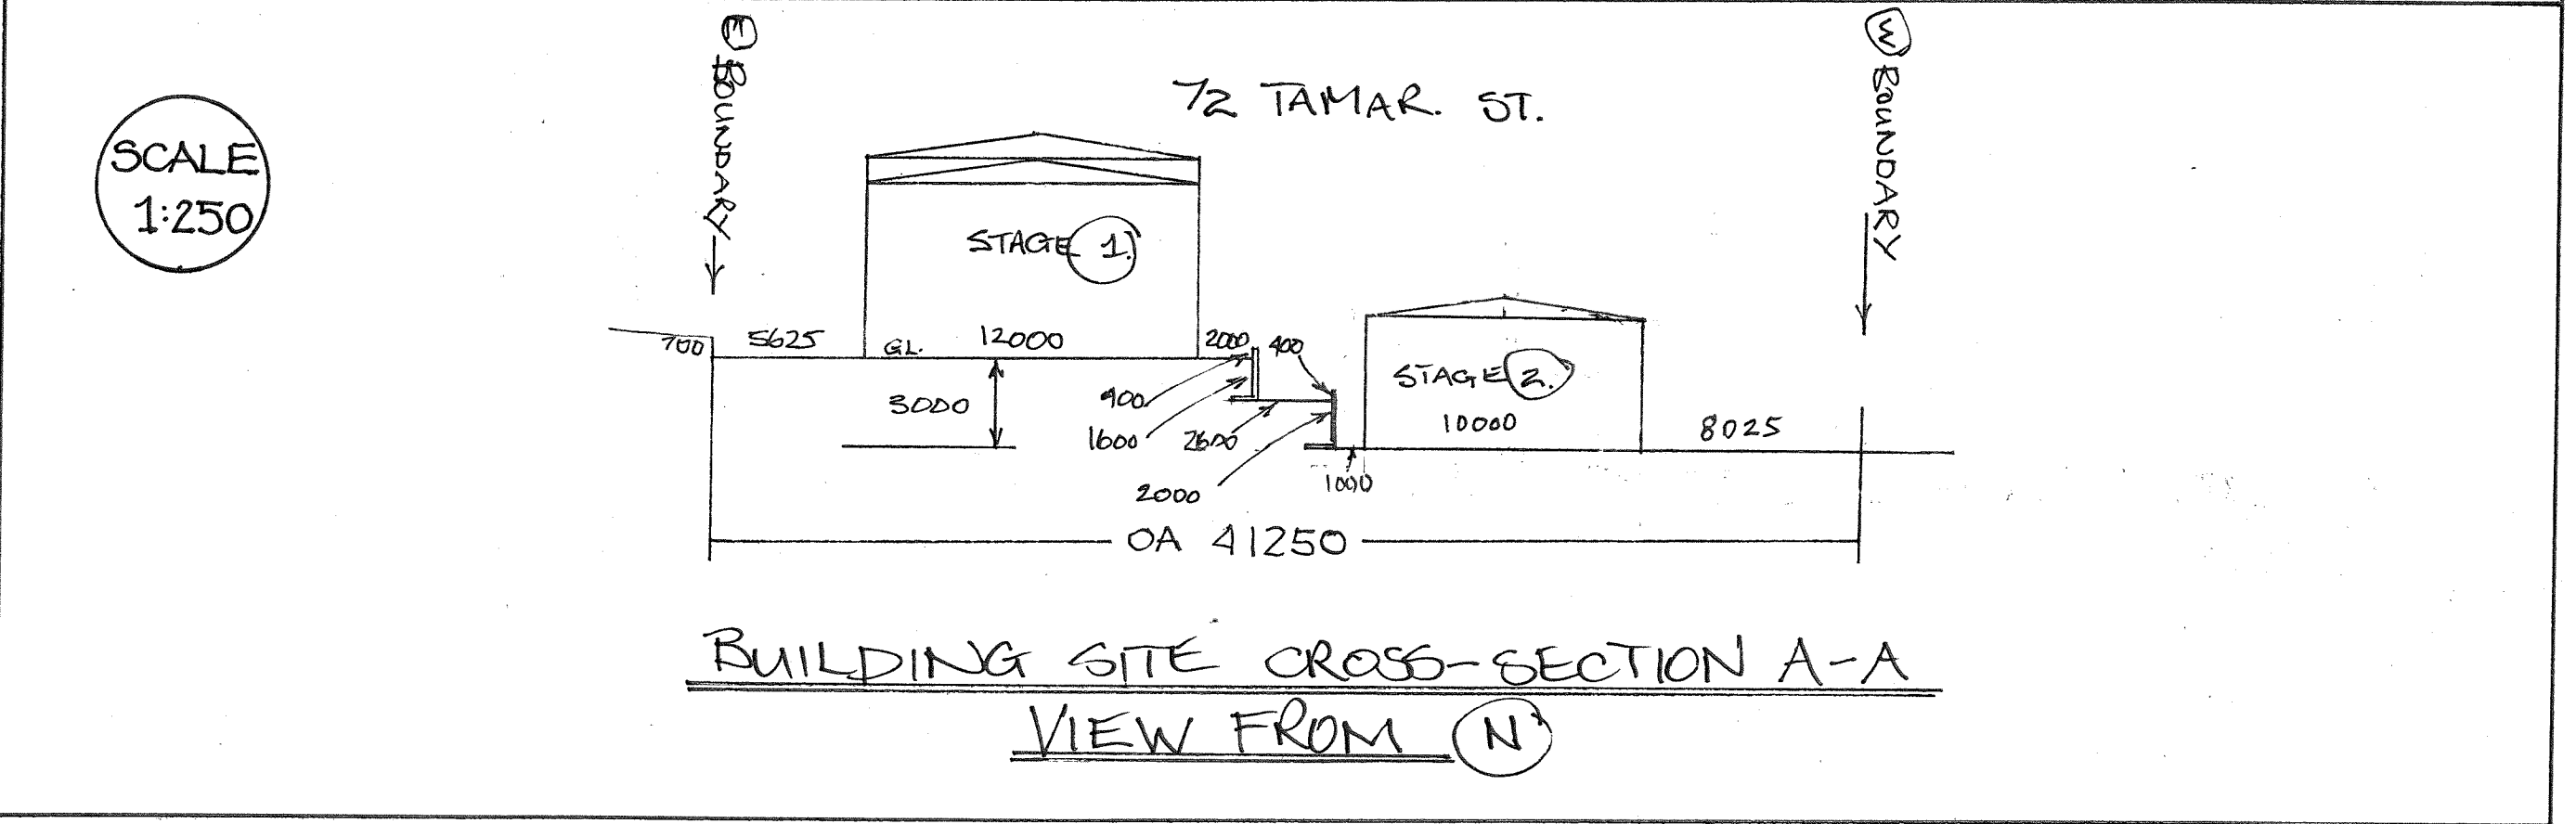 E BOUNDARY
W BOUNDARY
72 TAMAR. ST.
SCALE
1:250
STAGE 1.
700
5625
GL.
12000
2000
400
3000
400
1600
2600
2000
1000
STAGE 2.
10000
8025
OA 41250
BUILDING SITE CROSS-SECTION A-A
VIEW FROM N